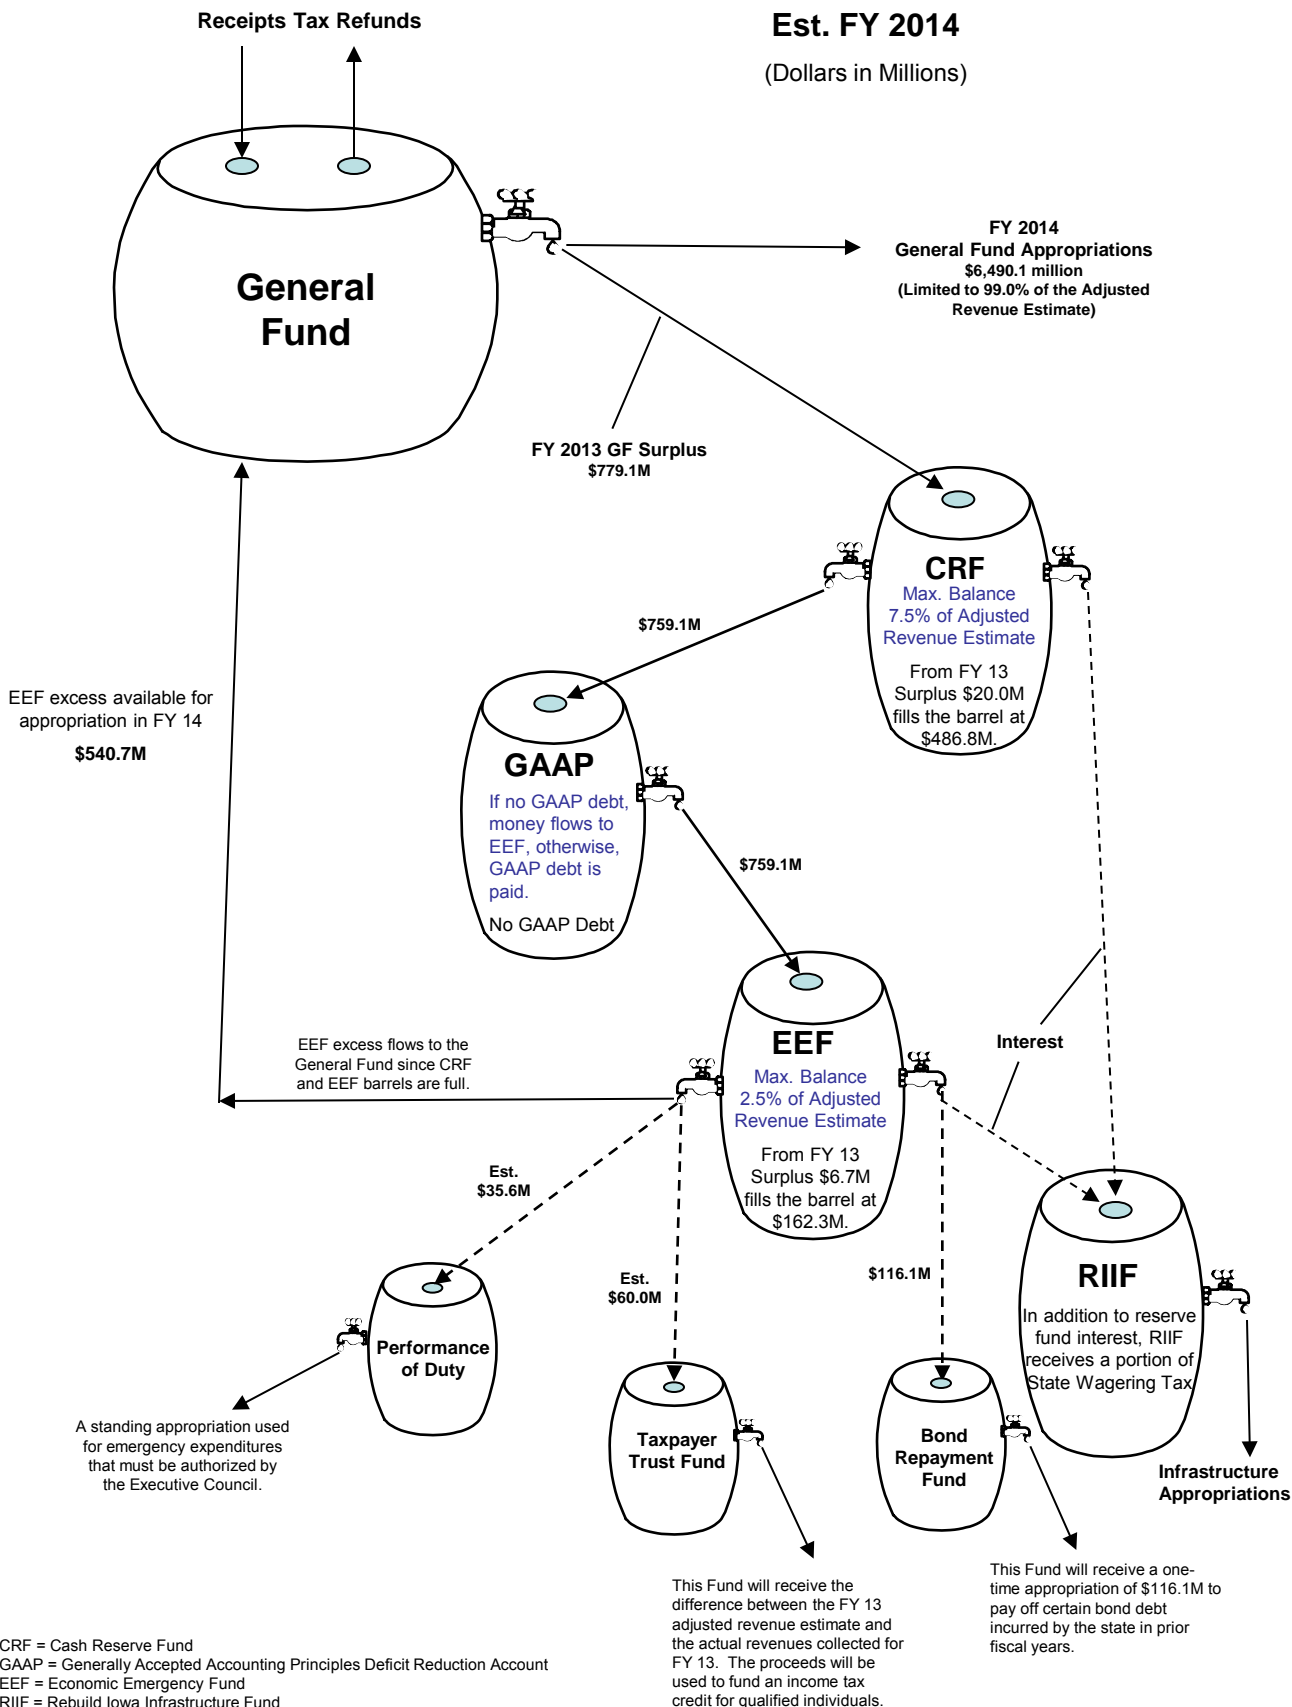 Receipts Tax Refunds
Est. FY 2014
(Dollars in Millions)
General
Fund
FY 2014
General Fund Appropriations
$6,490.1 million
(Limited to 99.0% of the Adjusted
Revenue Estimate)
FY 2013 GF Surplus
$779.1M
CRF
Max. Balance
7.5% of Adjusted
Revenue Estimate
From FY 13
Surplus $20.0M
fills the barrel at
$486.8M.
$759.1M
EEF excess available for
appropriation in FY 14
$540.7M
GAAP
If no GAAP debt,
money flows to
EEF, otherwise,
GAAP debt is
paid.
No GAAP Debt
$759.1M
EEF
Max. Balance
2.5% of Adjusted
Revenue Estimate
From FY 13
Surplus $6.7M
fills the barrel at
$162.3M.
EEF excess flows to the
General Fund since CRF
and EEF barrels are full.
Interest
Est.
$35.6M
Est.
$60.0M
$116.1M
RIIF
In addition to reserve
fund interest, RIIF
receives a portion of
State Wagering Tax
Performance
of Duty
A standing appropriation used
for emergency expenditures
that must be authorized by
the Executive Council.
Taxpayer
Trust Fund
Bond
Repayment
Fund
Infrastructure
Appropriations
This Fund will receive the
difference between the FY 13
adjusted revenue estimate and
the actual revenues collected for
FY 13. The proceeds will be
used to fund an income tax
credit for qualified individuals.
This Fund will receive a one-
time appropriation of $116.1M to
pay off certain bond debt
incurred by the state in prior
fiscal years.
CRF = Cash Reserve Fund
GAAP = Generally Accepted Accounting Principles Deficit Reduction Account
EEF = Economic Emergency Fund
RIIF = Rebuild Iowa Infrastructure Fund